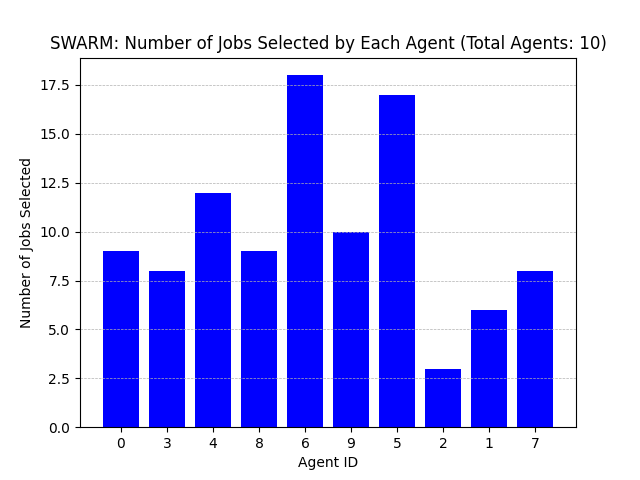 SWARM: Number of Jobs Selected by Each Agent (Total Agents: 10)
Number of Jobs Selected
17.5
15.0
12.5
10.0
7.5
5.0
2.5
0.0
0 3 4 8 6 9 5 2 1 7
Agent ID